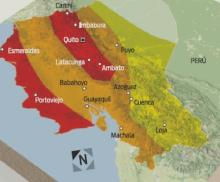 Carchi
Imbabura
Quito
Esmeraldas
Puyo
PERÚ
Latacunga
Ambato
Babahoyo
Azoguez
Portoviejo
Guayaquil
Cuenca
Loja
Machala
N